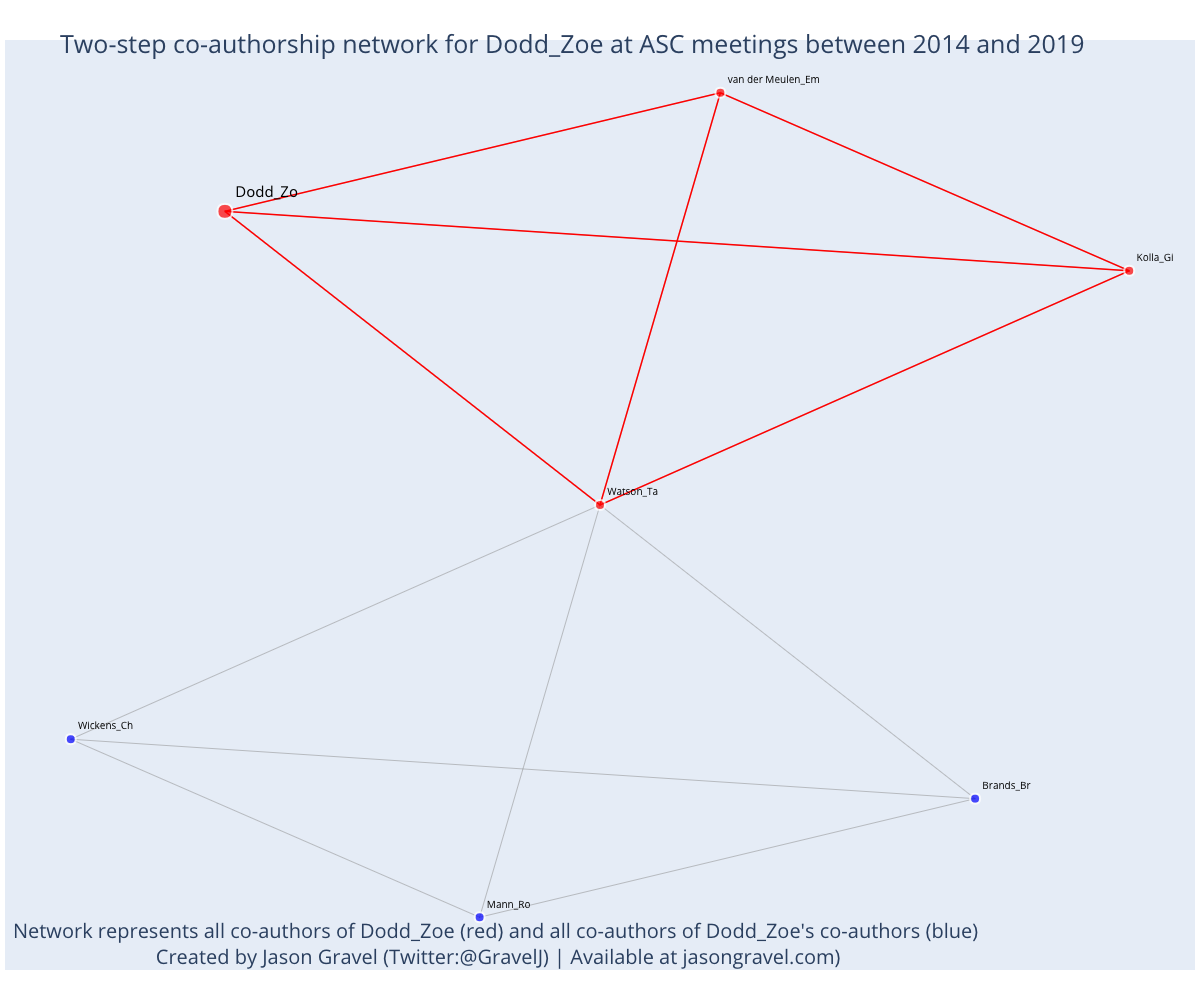 Two-step co-authorship network for Dodd_Zoe at ASC meetings between 2014 and 2019
van der Meulen_Em
Dodd_Zo
Kolla_Gi
Watson_Ta
Wickens_Ch
Brands_Br
Mann_Ro
Network represents all co-authors of Dodd_Zoe (red) and all co-authors of Dodd_Zoe's co-authors (blue)
Created by Jason Gravel (Twitter:@GravelJ) | Available at jasongravel.com)